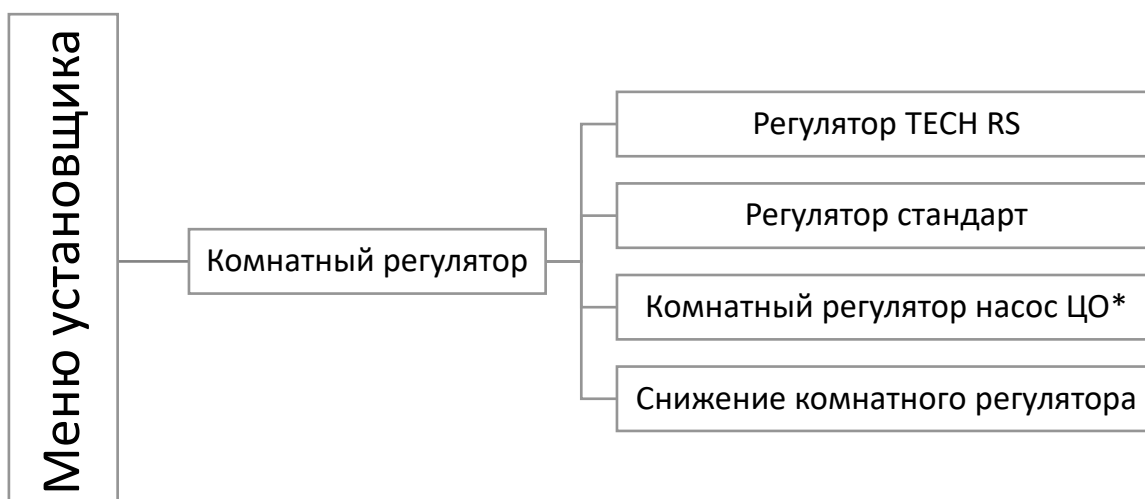 Меню установщика
Комнатный регулятор
Регулятор TECH RS
Регулятор стандарт
Комнатный регулятор насос ЦО*
Снижение комнатного регулятора